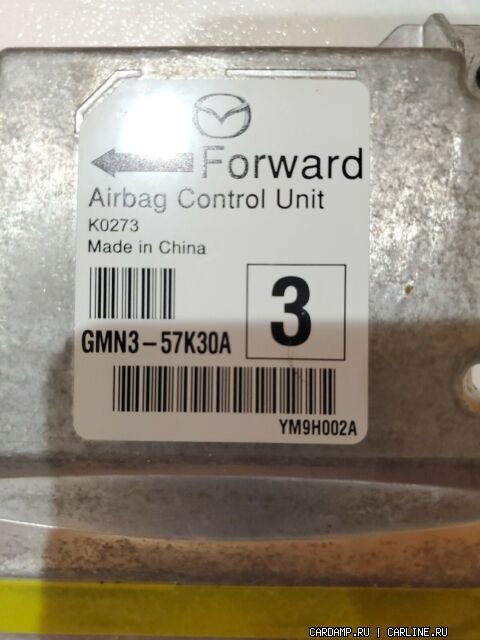 Forward
Airbag Control Unit
K0273
Made in China
3
GMN3-57K30A
YM9H002A
CARDAMP.RU | CARLINE.RU